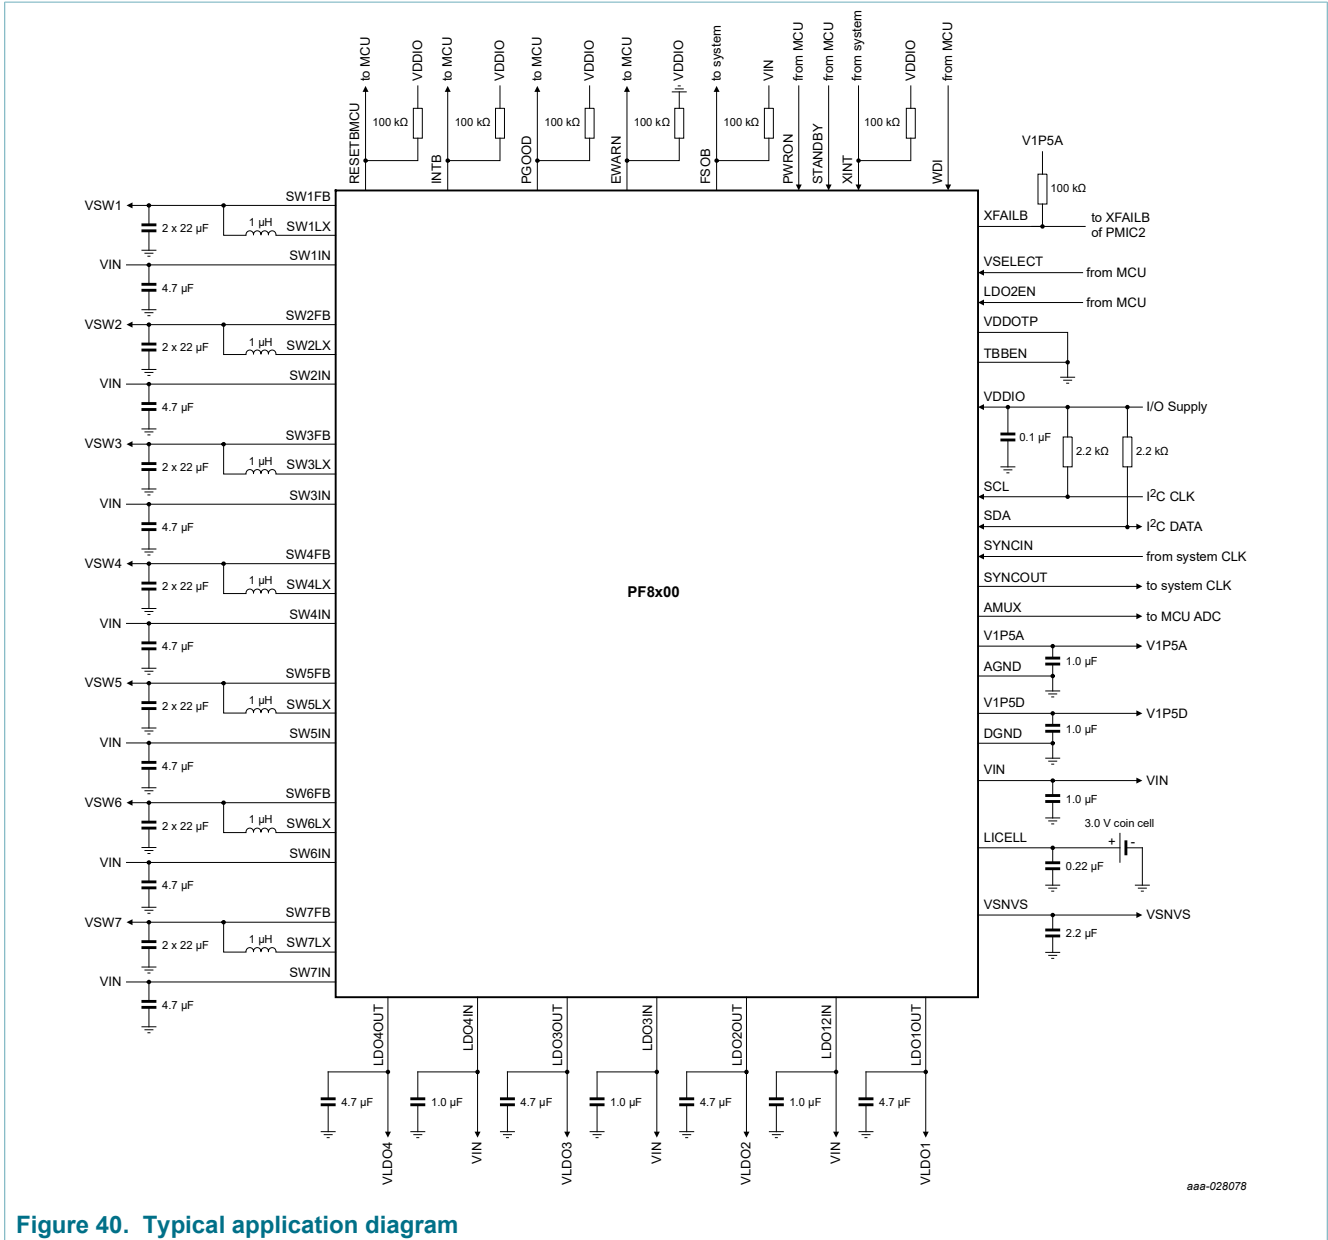 to MCU
VDDIO
to MCU
VDDIO
to MCU
VDDIO
to MCU
VDDIO
to system
VIN
from MCU
from MCU
from system
VDDIO
from MCU
100 kΩ
100 kΩ
100 kΩ
100 kΩ
100 kΩ
100 kΩ
RESETBMCU
INTB
PGOOD
EWARN
FSOB
PWRON
STANDBY
XINT
WDI
V1P5A
100 kΩ
XFAILB
to XFAILB
of PMIC2
VSELECT
from MCU
LDO2EN
from MCU
VDDOTP
TBBEN
VDDIO
I/O Supply
0.1 µF
2.2 kΩ
2.2 kΩ
SCL
I2C CLK
SDA
I2C DATA
SYNCIN
from system CLK
SYNCOUT
to system CLK
AMUX
to MCU ADC
V1P5A
V1P5A
1.0 µF
AGND
V1P5D
V1P5D
1.0 µF
DGND
VIN
VIN
1.0 µF
3.0 V coin cell
LICELL
+
-
0.22 µF
VSNVS
VSNVS
2.2 µF
VSW1
SW1FB
2 x 22 µF
1 µH
SW1LX
VIN
SW1IN
4.7 µF
VSW2
SW2FB
2 x 22 µF
1 µH
SW2LX
VIN
SW2IN
4.7 µF
VSW3
SW3FB
2 x 22 µF
1 µH
SW3LX
VIN
SW3IN
4.7 µF
VSW4
SW4FB
2 x 22 µF
1 µH
SW4LX
VIN
SW4IN
4.7 µF
VSW5
SW5FB
2 x 22 µF
1 µH
SW5LX
VIN
SW5IN
4.7 µF
VSW6
SW6FB
2 x 22 µF
1 µH
SW6LX
VIN
SW6IN
4.7 µF
VSW7
SW7FB
2 x 22 µF
1 µH
SW7LX
VIN
SW7IN
4.7 µF
PF8x00
LDO4OUT
LDO4IN
LDO3OUT
LDO3IN
LDO2OUT
LDO12IN
LDO1OUT
4.7 µF
1.0 µF
4.7 µF
1.0 µF
4.7 µF
1.0 µF
4.7 µF
VLDO4
VIN
VLDO3
VIN
VLDO2
VIN
VLDO1
aaa-028078
Figure 40. Typical application diagram